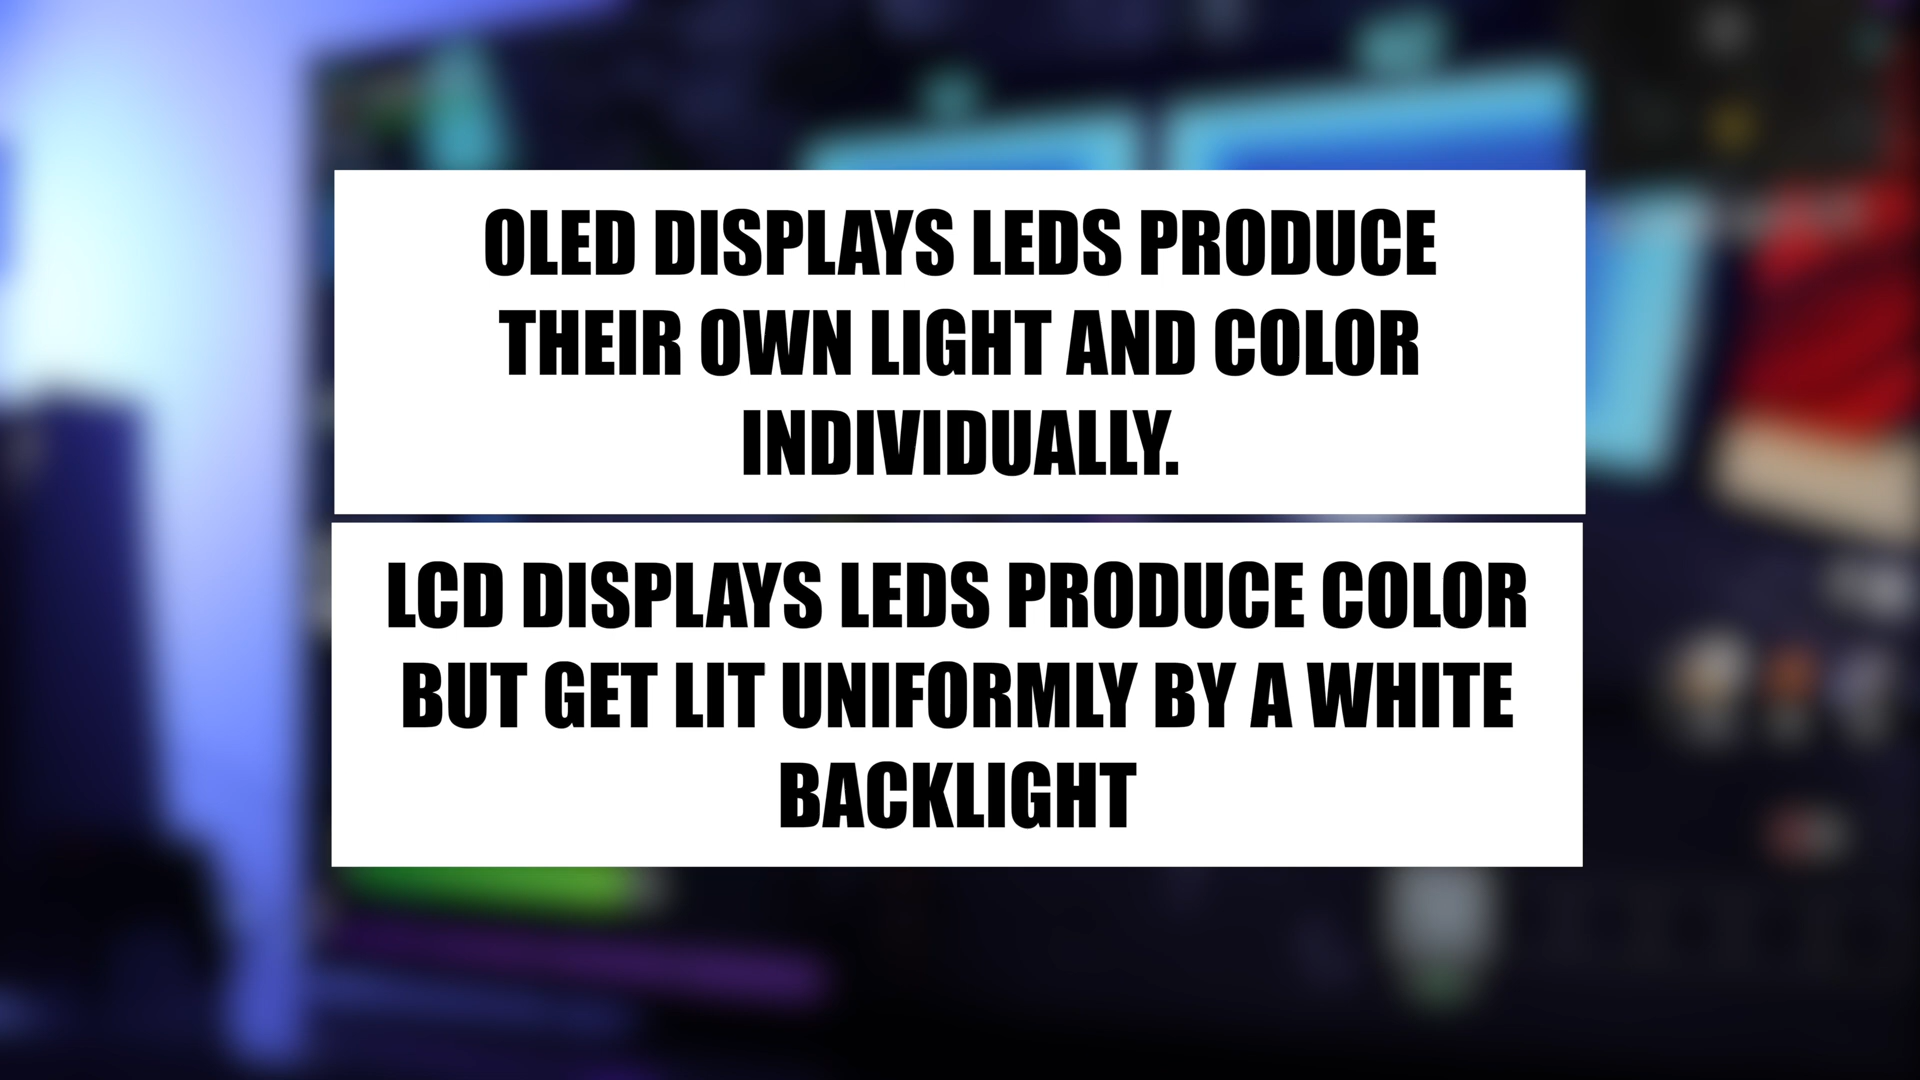 OLED DISPLAYS LEDS PRODUCE
THEIR OWN LIGHT AND COLOR
INDIVIDUALLY.
LCD DISPLAYS LEDS PRODUCE COLOR
BUT GET LIT UNIFORMLY BY A WHITE
BACKLIGHT